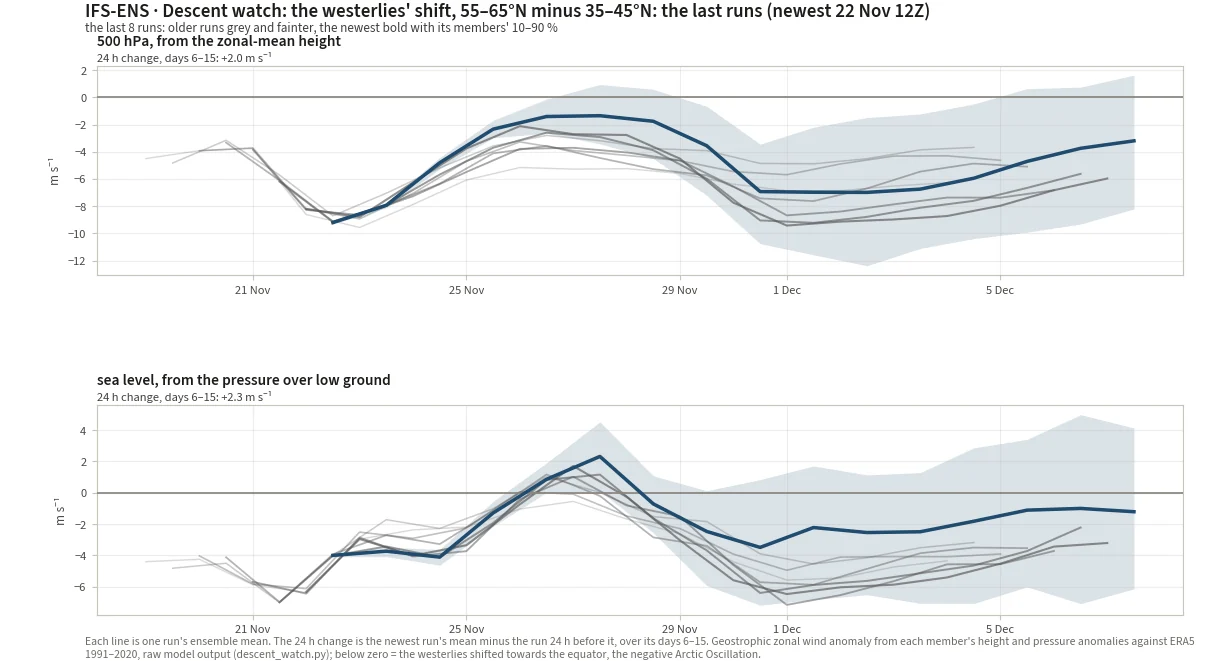 IFS-ENS · Descent watch: the westerlies' shift, 55–65°N minus 35–45°N: the last runs (newest 22 Nov 12Z)
the last 8 runs: older runs grey and fainter, the newest bold with its members' 10–90 %
500 hPa, from the zonal-mean height
24 h change, days 6–15: +2.0 m s⁻¹
2
0
−2
−4
−6
−8
−10
−12
m s⁻¹
21 Nov
25 Nov
29 Nov
1 Dec
5 Dec
sea level, from the pressure over low ground
24 h change, days 6–15: +2.3 m s⁻¹
4
2
0
−2
−4
−6
m s⁻¹
21 Nov
25 Nov
29 Nov
1 Dec
5 Dec
Each line is one run's ensemble mean. The 24 h change is the newest run's mean minus the run 24 h before it, over its days 6–15. Geostrophic zonal wind anomaly from each member's height and pressure anomalies against ERA5
1991–2020, raw model output (descent_watch.py); below zero = the westerlies shifted towards the equator, the negative Arctic Oscillation.